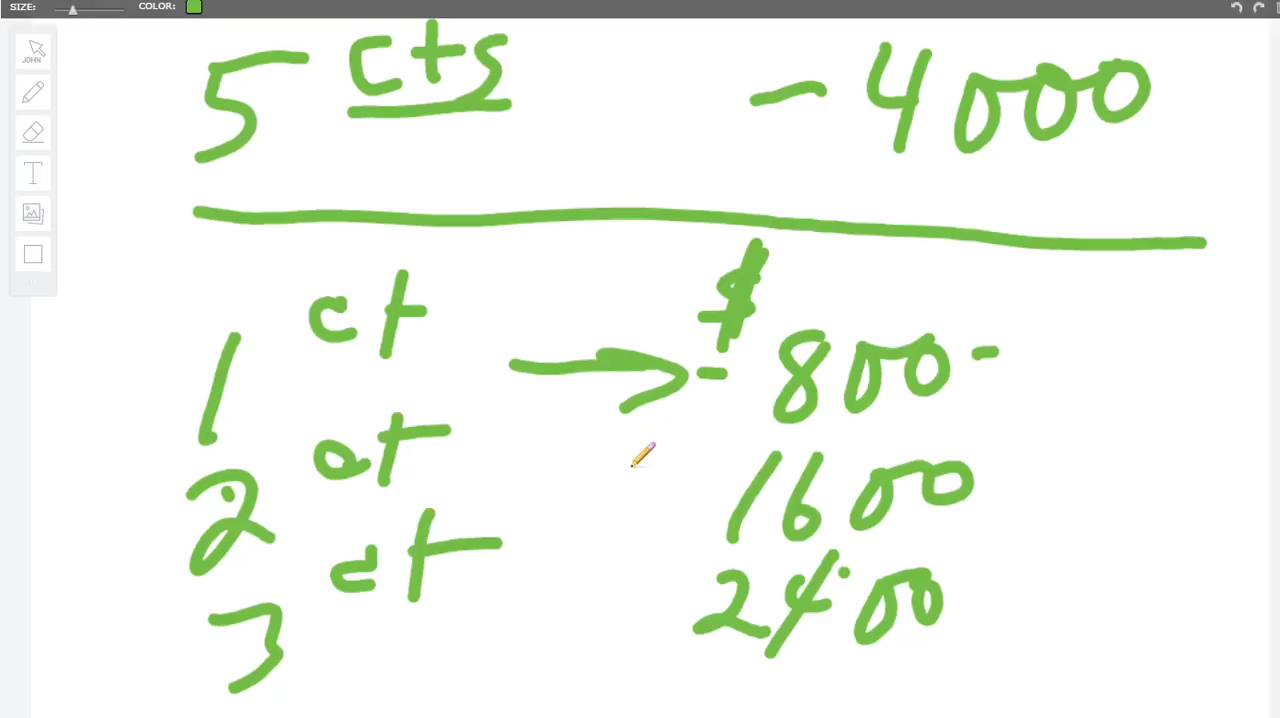 SIZE: COLOR:
JOHN
5 cts - 4000
1 ct → -$800-
2 ct 1600
3 ct 2400